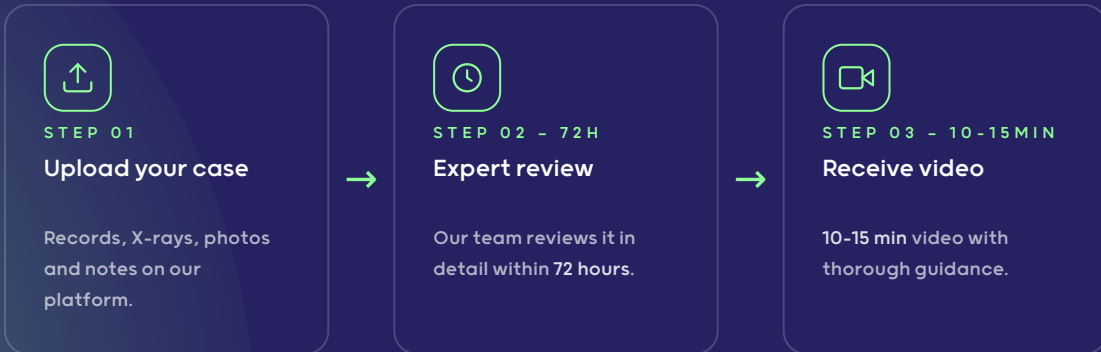 STEP 01
Upload your case
Records, X-rays, photos
and notes on our
platform.
→
STEP 02 – 72H
Expert review
Our team reviews it in
detail within 72 hours.
→
STEP 03 – 10-15MIN
Receive video
10-15 min video with
thorough guidance.